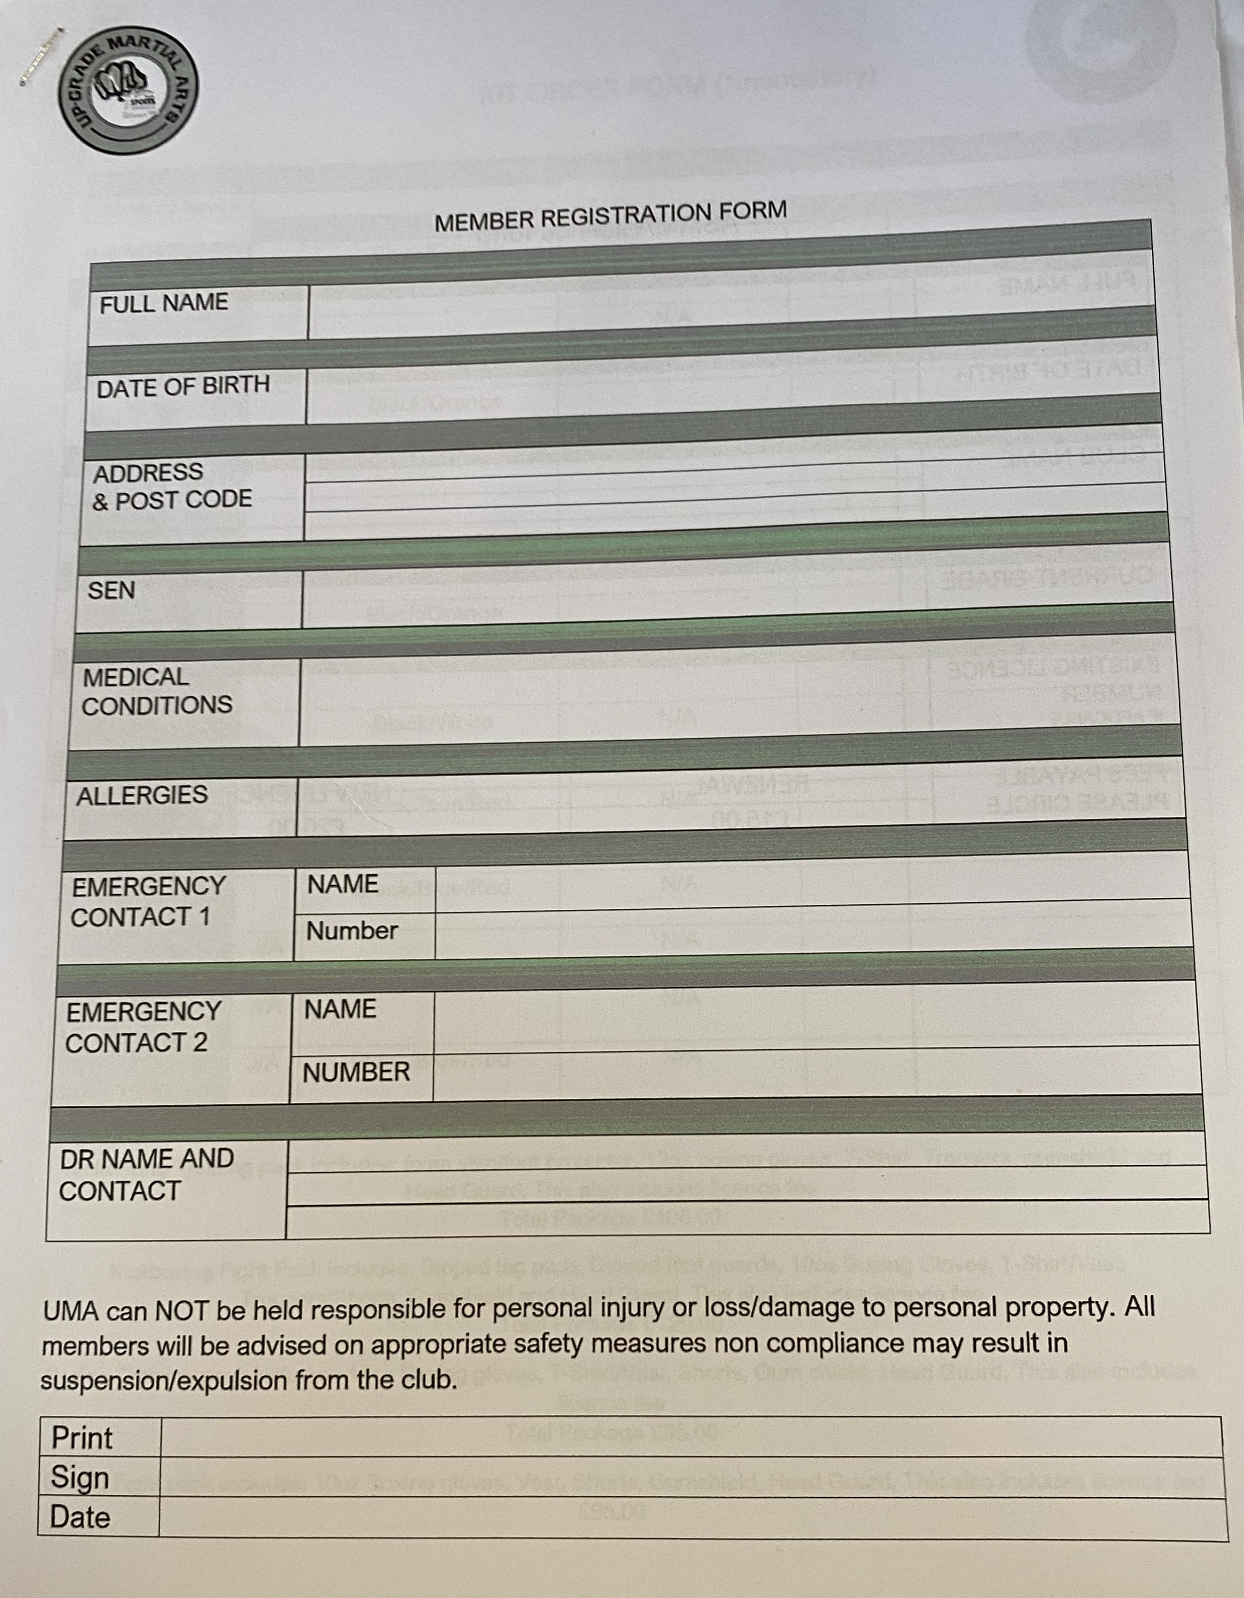 UP-GRADE MARTIAL ARTS
SPORTS
MEMBER REGISTRATION FORM
FULL NAME
DATE OF BIRTH
ADDRESS
& POST CODE
SEN
MEDICAL
CONDITIONS
ALLERGIES
EMERGENCY
CONTACT 1
NAME
Number
EMERGENCY
CONTACT 2
NAME
NUMBER
DR NAME AND
CONTACT
UMA can NOT be held responsible for personal injury or loss/damage to personal property. All
members will be advised on appropriate safety measures non compliance may result in
suspension/expulsion from the club.
Print
Sign
Date